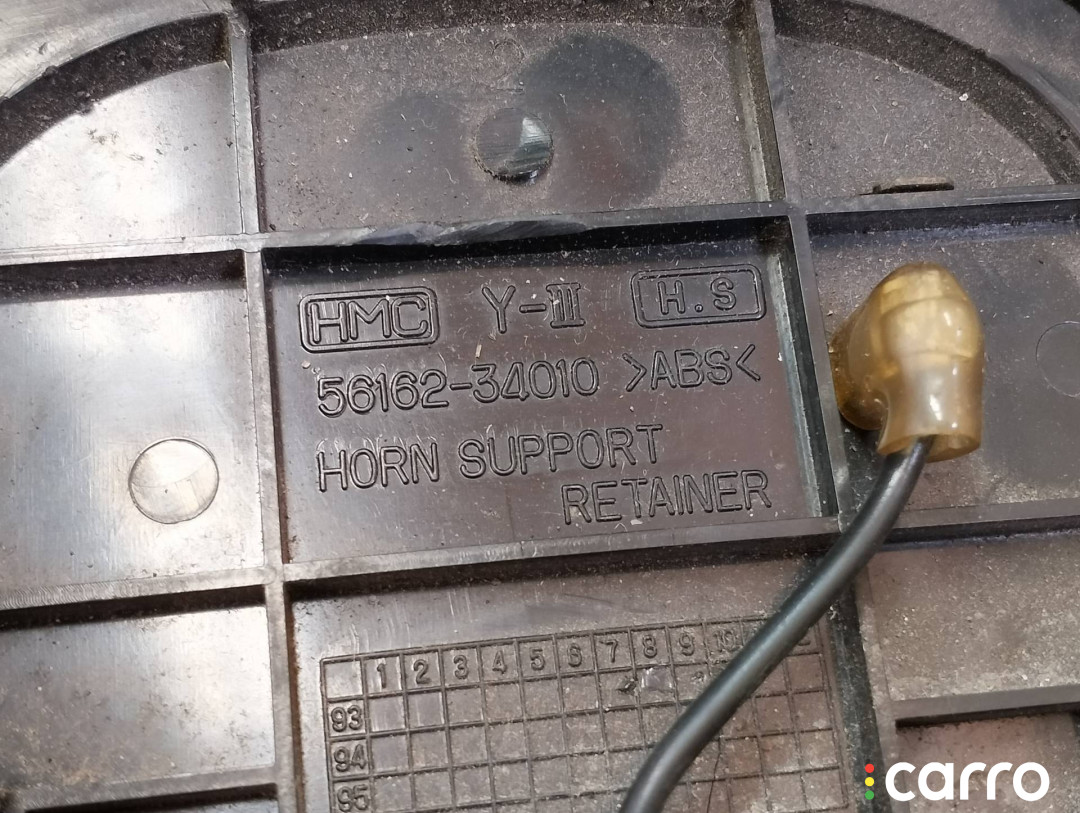 HMC Y-III H.S
56162-34010 >ABS<
HORN SUPPORT
RETAINER
1 2 3 4 5 6 7 8 9 10
93
94
95
carro